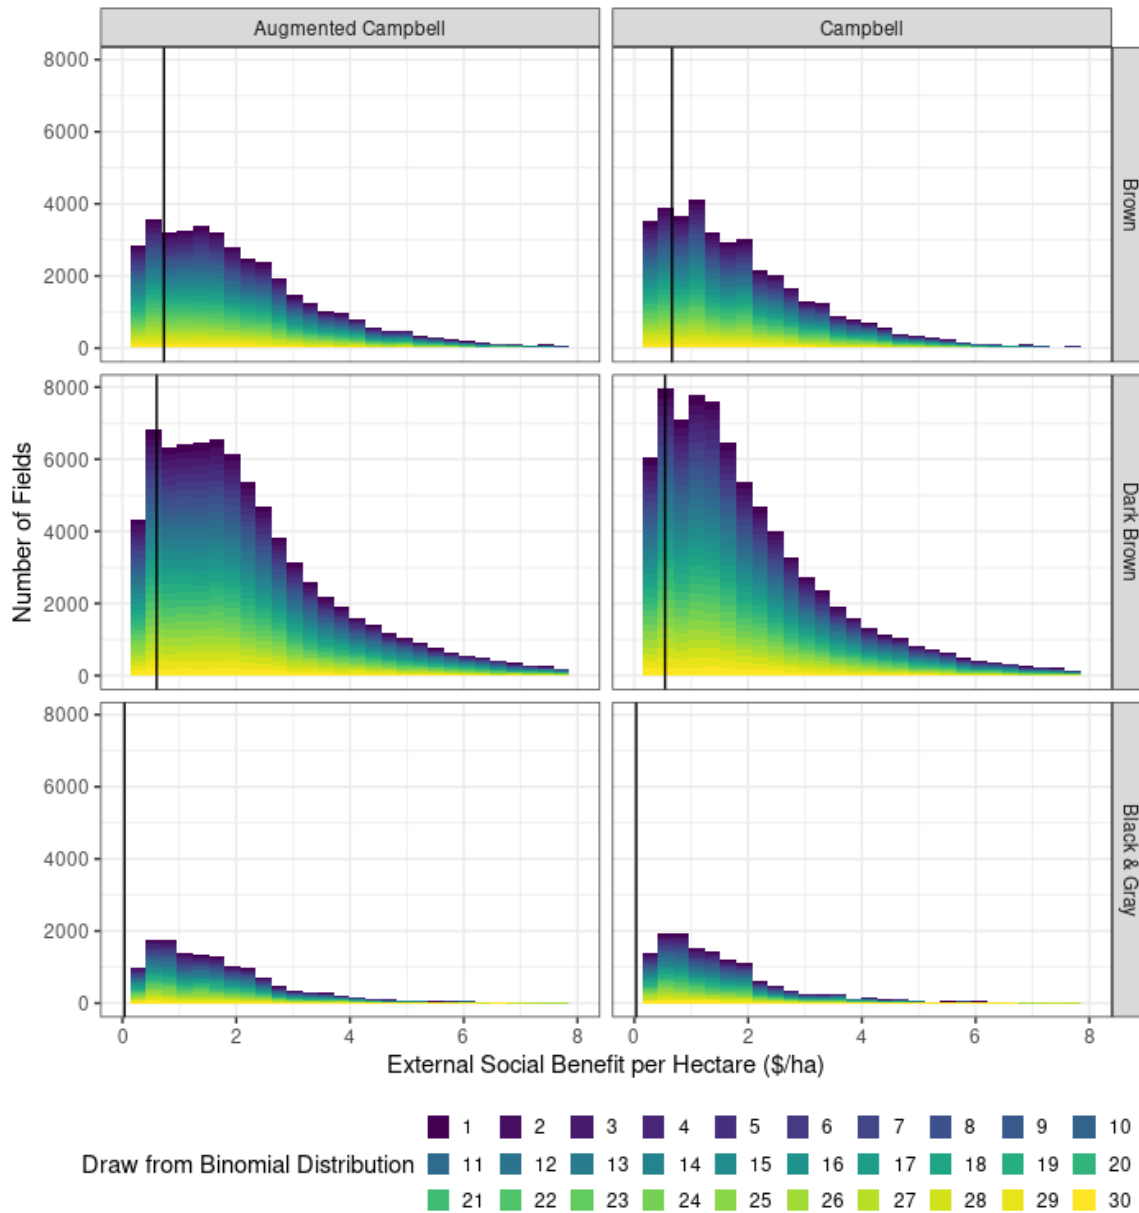 Augmented Campbell
Campbell
8000
6000
4000
2000
0
Brown
8000
6000
4000
2000
0
Dark Brown
8000
6000
4000
2000
0
Black & Gray
Number of Fields
0 2 4 6 8
0 2 4 6 8
External Social Benefit per Hectare ($/ha)
Draw from Binomial Distribution
1 2 3 4 5 6 7 8 9 10
11 12 13 14 15 16 17 18 19 20
21 22 23 24 25 26 27 28 29 30